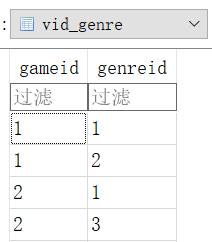 : vid_genre
gameid genreid
过滤 过滤
1 1
1 2
2 1
2 3